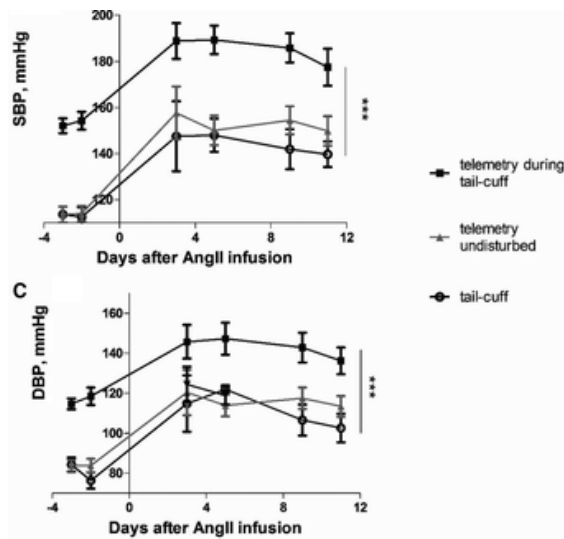 200
180
160
140
120
SBP, mmHg
-4 0 4 8 12
Days after AngII infusion
***
telemetry during
tail-cuff
telemetry
undisturbed
tail-cuff
C
160
140
120
100
80
DBP, mmHg
-4 0 4 8 12
Days after AngII infusion
***